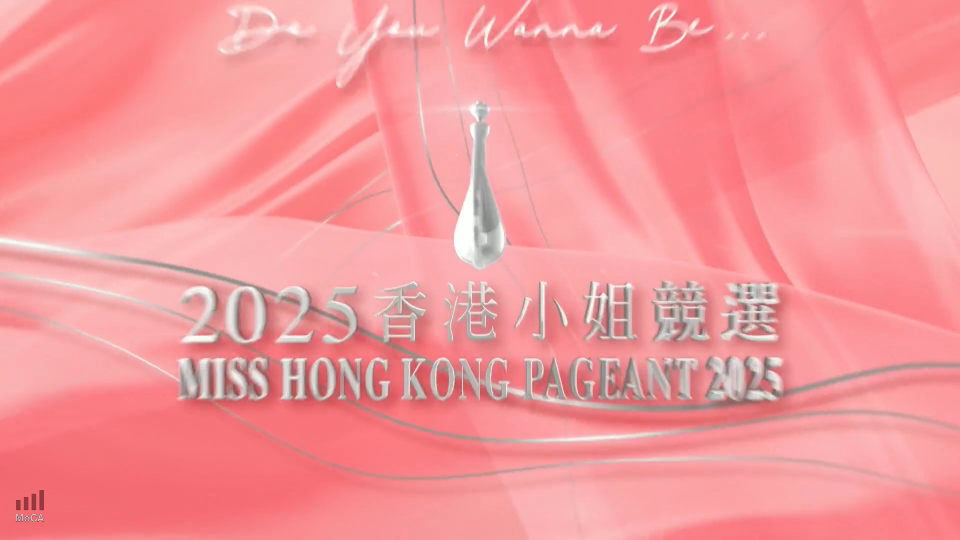 Do You Wanna Be...
2025香港小姐競選
MISS HONG KONG PAGEANT 2025
MoCA